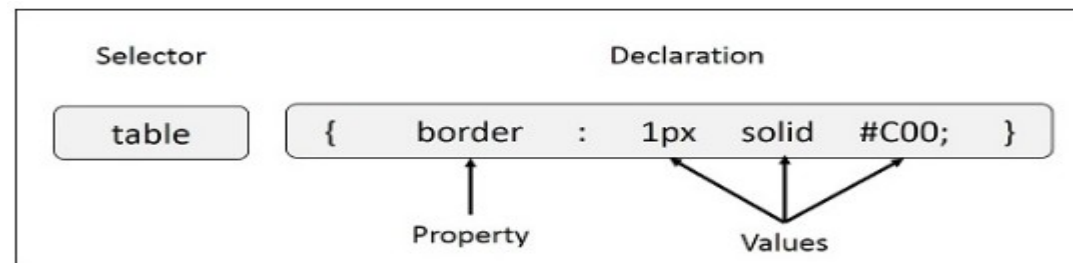 Selector Declaration
table { border : 1px solid #C00; }
Property Values